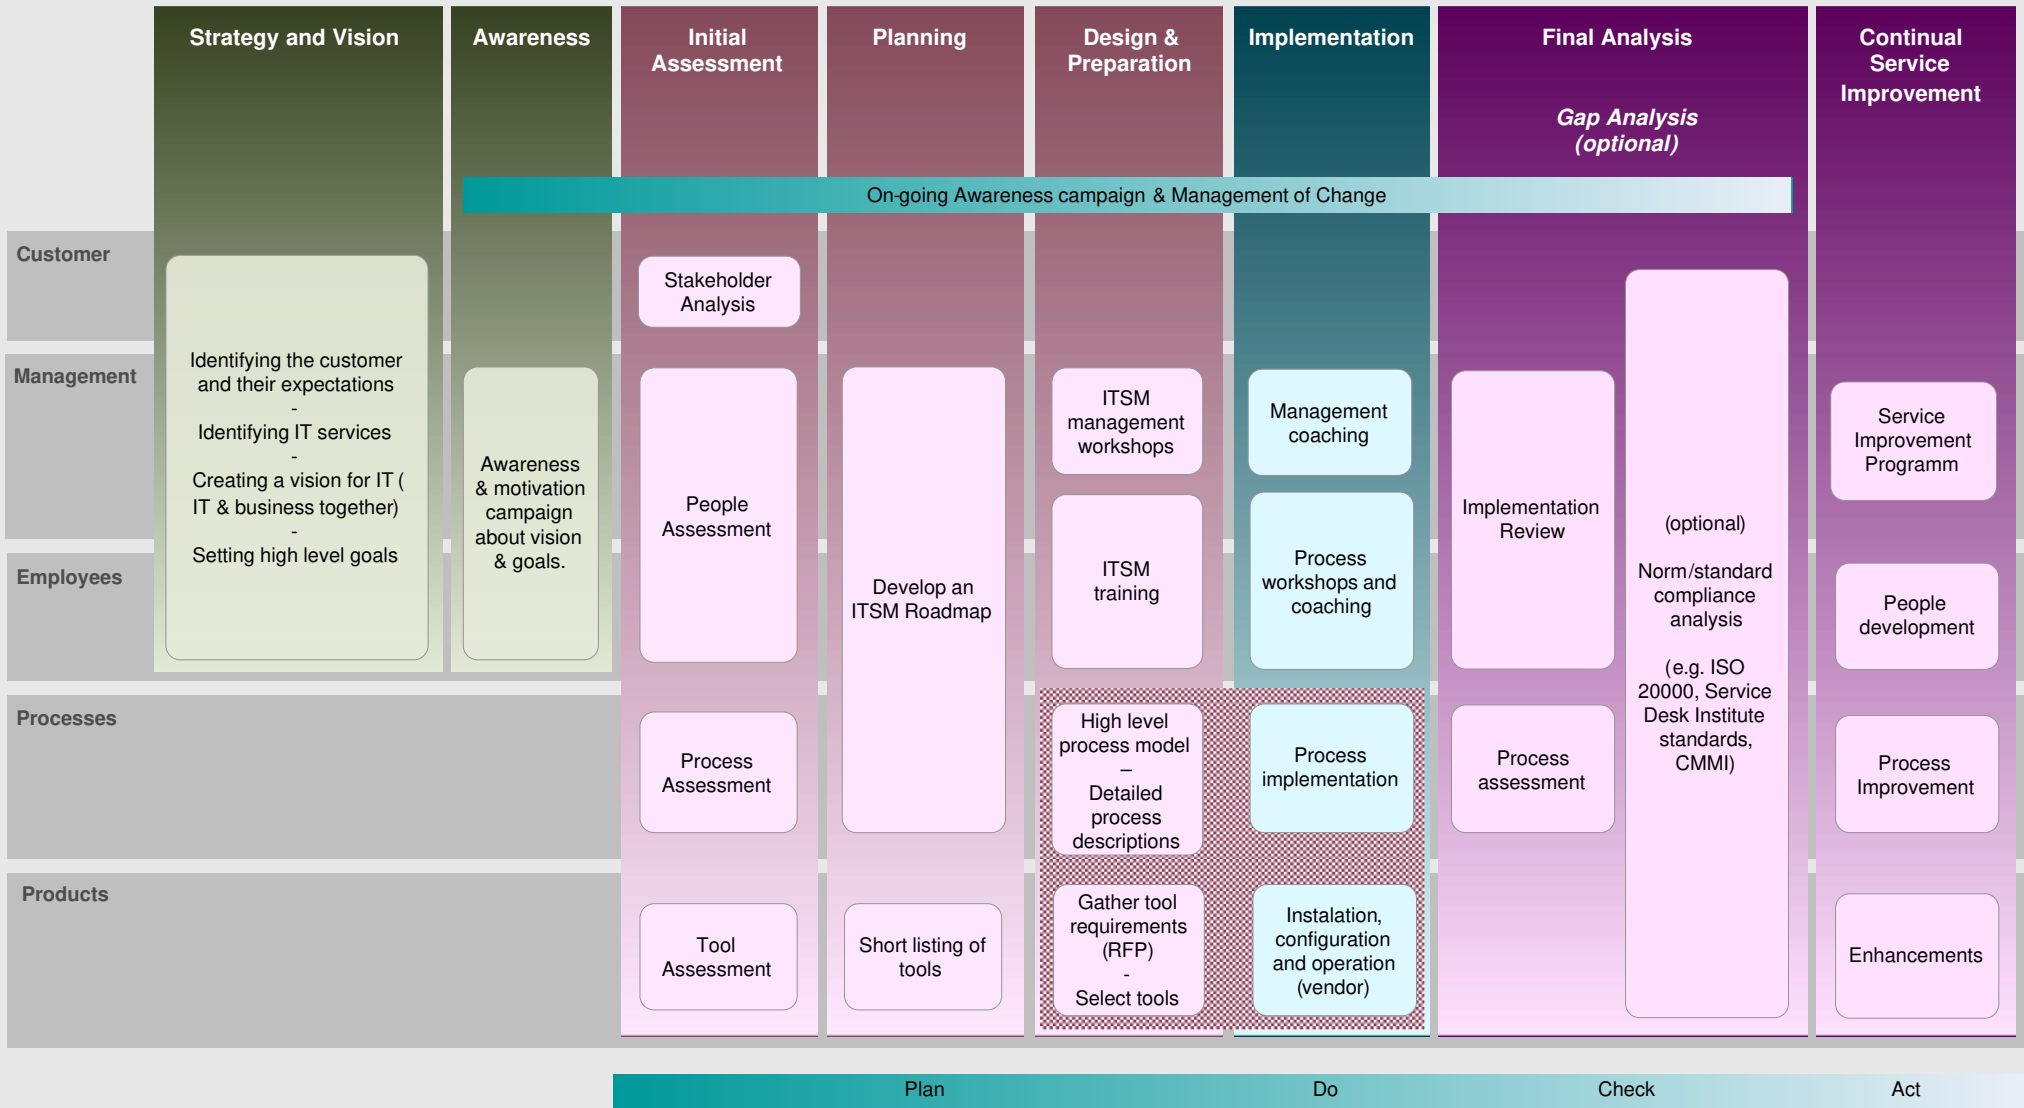 Strategy and Vision
Awareness
Initial
Assessment
Planning
Design &
Preparation
Implementation
Final Analysis
Gap Analysis
(optional)
Continual
Service
Improvement
On-going Awareness campaign & Management of Change
Customer
Management
Employees
Processes
Products
Identifying the customer
and their expectations
-
Identifying IT services
-
Creating a vision for IT (
IT & business together)
-
Setting high level goals
Awareness
& motivation
campaign
about vision
& goals.
Stakeholder
Analysis
People
Assessment
Process
Assessment
Tool
Assessment
Develop an
ITSM Roadmap
Short listing of
tools
ITSM
management
workshops
ITSM
training
High level
process model
–
Detailed
process
descriptions
Gather tool
requirements
(RFP)
-
Select tools
Management
coaching
Process
workshops and
coaching
Process
implementation
Instalation,
configuration
and operation
(vendor)
Implementation
Review
Process
assessment
(optional)
Norm/standard
compliance
analysis
(e.g. ISO
20000, Service
Desk Institute
standards,
CMMI)
Service
Improvement
Programm
People
development
Process
Improvement
Enhancements
Plan
Do
Check
Act